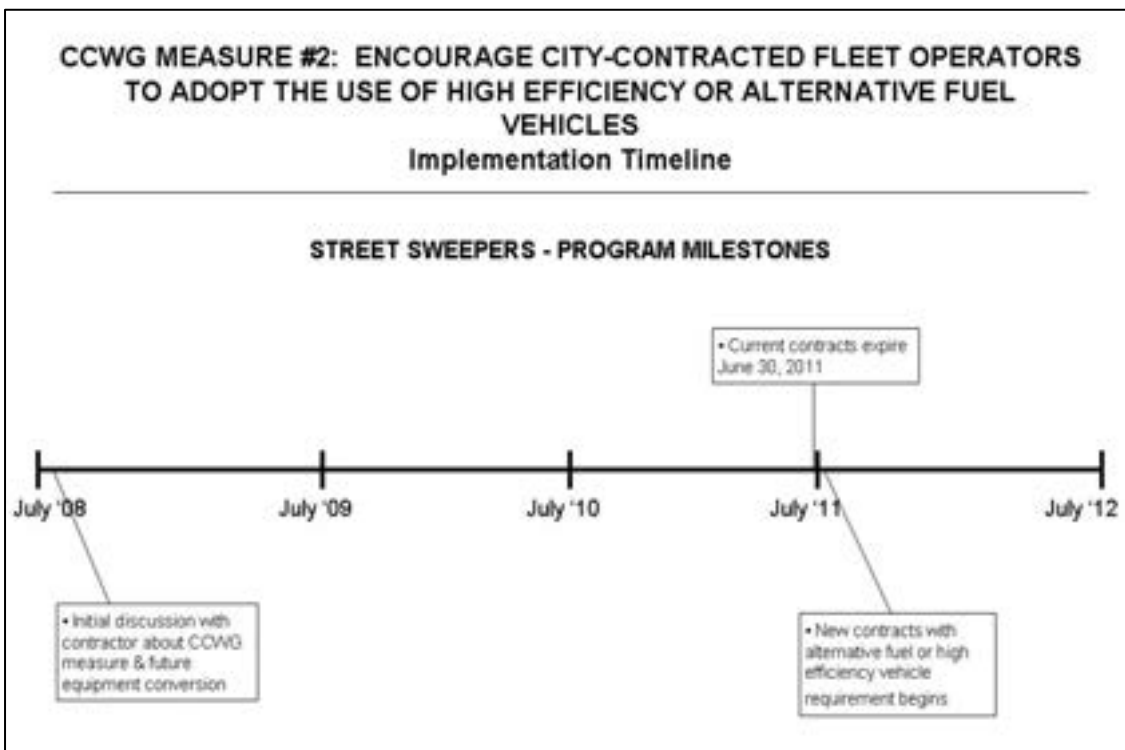 CCWG MEASURE #2: ENCOURAGE CITY-CONTRACTED FLEET OPERATORS
TO ADOPT THE USE OF HIGH EFFICIENCY OR ALTERNATIVE FUEL
VEHICLES
Implementation Timeline
STREET SWEEPERS - PROGRAM MILESTONES
• Current contracts expire
June 30, 2011
July '08
July '09
July '10
July '11
July '12
• Initial discussion with
contractor about CCWG
measure & future
equipment conversion
• New contracts with
alternative fuel or high
efficiency vehicle
requirement begins